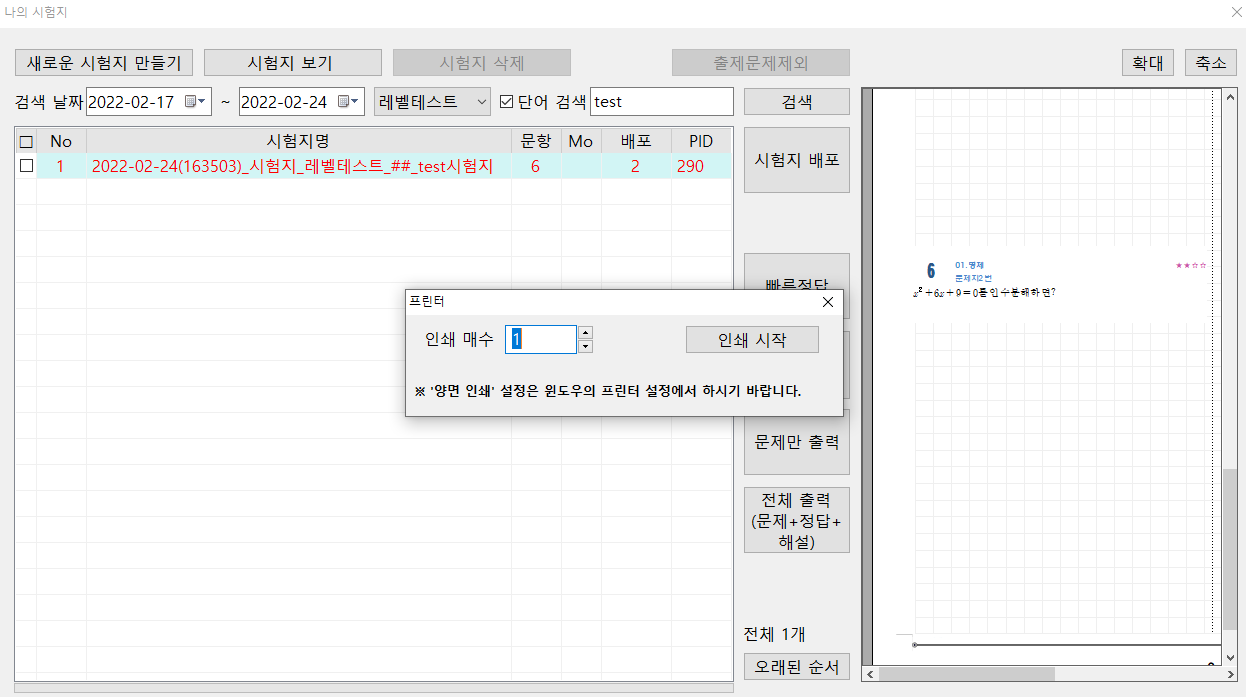 나의 시험지
새로운 시험지 만들기 시험지 보기 시험지 삭제 출제문제제외 확대 축소
검색 날짜 2022-02-17 ~ 2022-02-24 레벨테스트 단어 검색 test 검색
No 시험지명 문항 Mo 배포 PID
1 2022-02-24(163503)_시험지_레벨테스트_##_test시험지 6 2 290
시험지 배포
빠른정답
프린터
인쇄 매수 1 인쇄 시작
※ '양면 인쇄' 설정은 윈도우의 프린터 설정에서 하시기 바랍니다.
문제만 출력
전체 출력
(문제+정답+
해설)
전체 1개
오래된 순서
6 01.명제 ★★☆☆
문제지2번
x²+6x+9=0를인수분해하면?